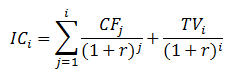 IC_i = \sum_{j=1}^{i} \frac{CF_j}{(1+r)^j} + \frac{TV_i}{(1+r)^i}